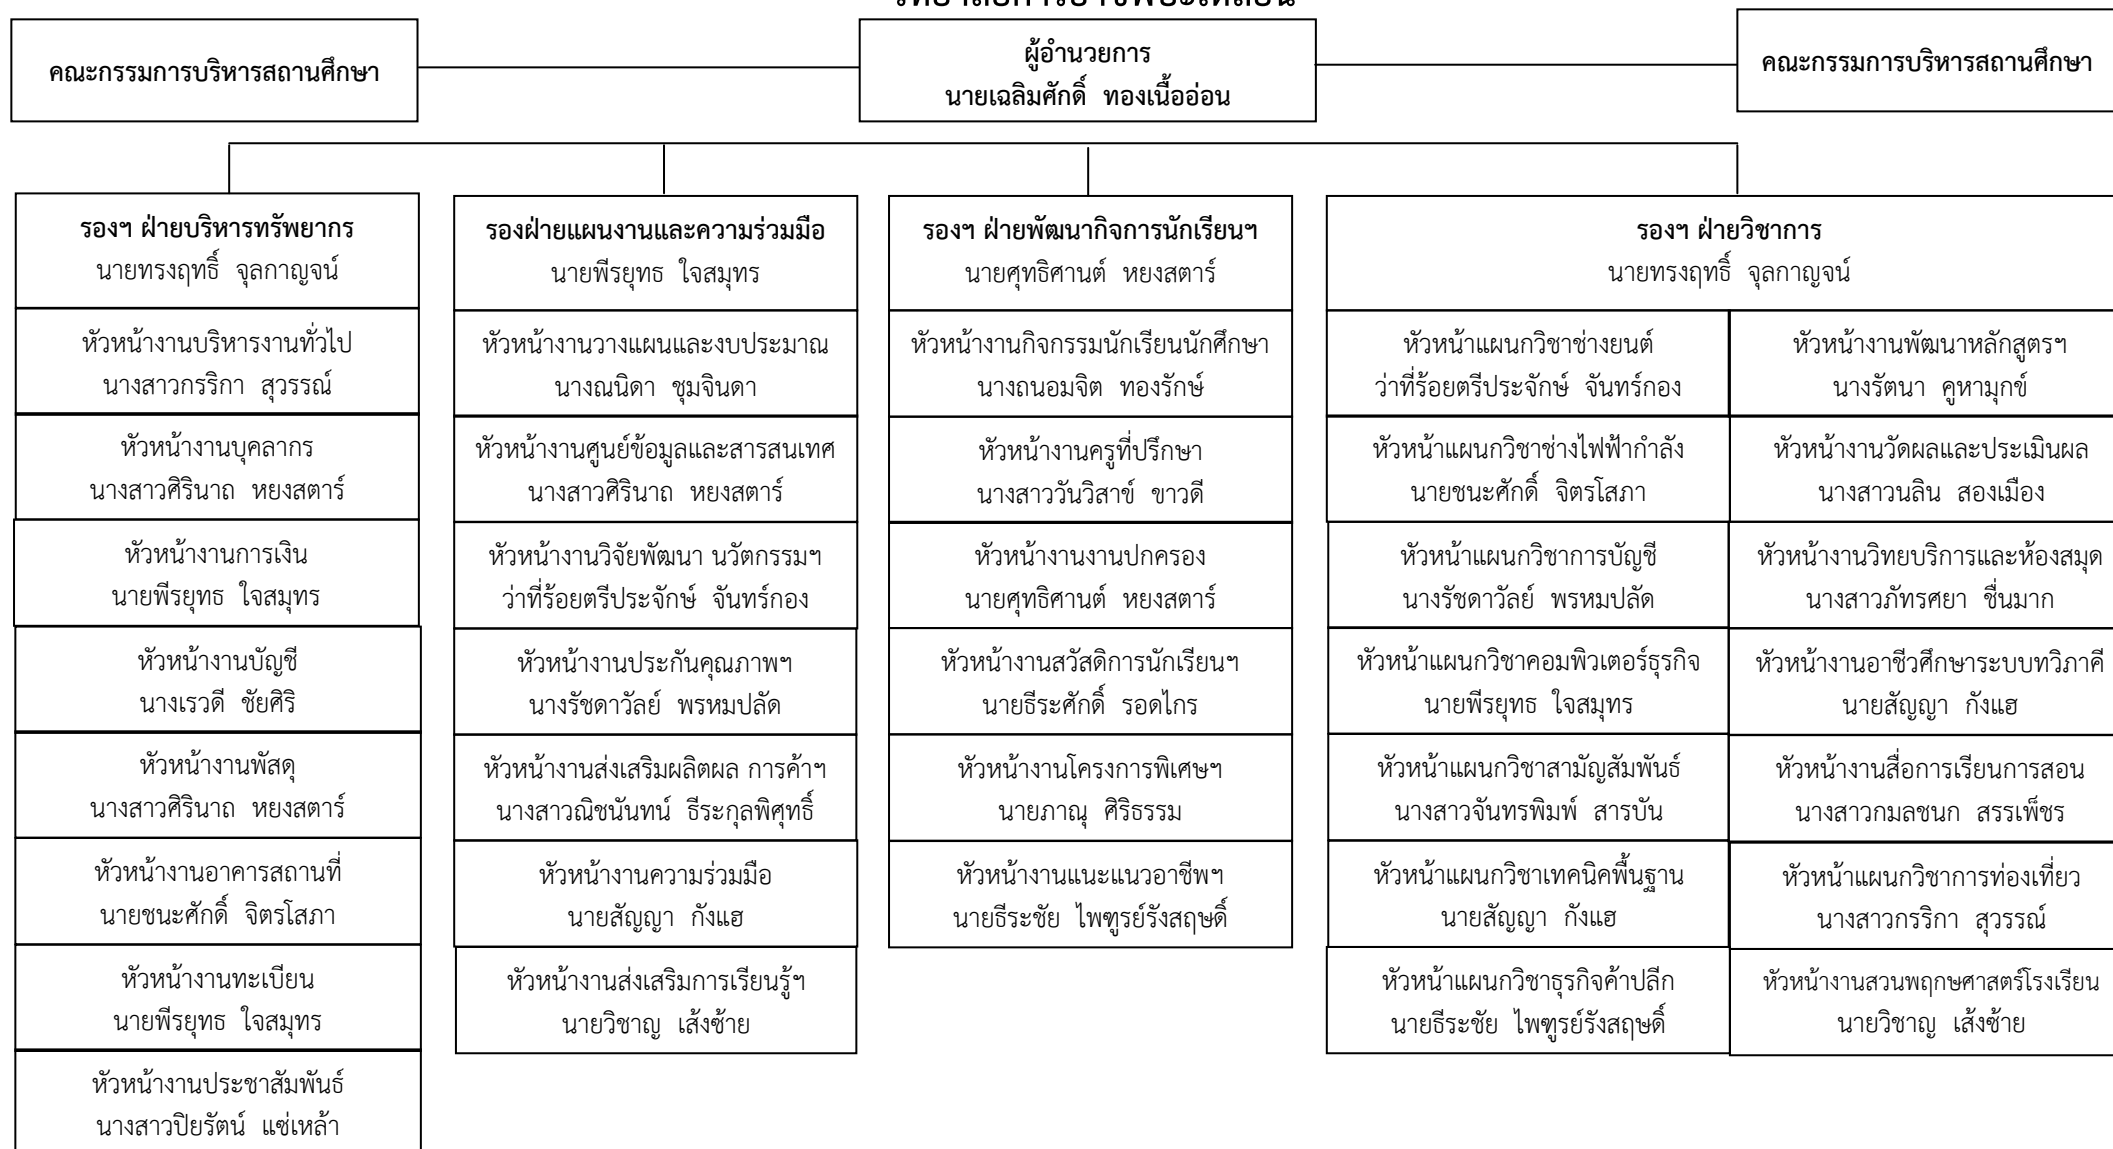 คณะกรรมการบริหารสถานศึกษา
ผู้อำนวยการ
นายเฉลิมศักดิ์ ทองเนื้ออ่อน
คณะกรรมการบริหารสถานศึกษา
รองฯ ฝ่ายบริหารทรัพยากร
นายทรงฤทธิ์ จุลกาญจน์
หัวหน้างานบริหารงานทั่วไป
นางสาวกรริกา สุวรรณ์
หัวหน้างานบุคลากร
นางสาวศิรินาถ หยงสตาร์
หัวหน้างานการเงิน
นายพีรยุทธ ใจสมุทร
หัวหน้างานบัญชี
นางเรวดี ชัยศิริ
หัวหน้างานพัสดุ
นางสาวศิรินาถ หยงสตาร์
หัวหน้างานอาคารสถานที่
นายชนะศักดิ์ จิตรโสภา
หัวหน้างานทะเบียน
นายพีรยุทธ ใจสมุทร
หัวหน้างานประชาสัมพันธ์
นางสาวปิยรัตน์ แซ่เหล้า
รองฝ่ายแผนงานและความร่วมมือ
นายพีรยุทธ ใจสมุทร
หัวหน้างานวางแผนและงบประมาณ
นางณนิดา ชุมจินดา
หัวหน้างานศูนย์ข้อมูลและสารสนเทศ
นางสาวศิรินาถ หยงสตาร์
หัวหน้างานวิจัยพัฒนา นวัตกรรมฯ
ว่าที่ร้อยตรีประจักษ์ จันทร์กอง
หัวหน้างานประกันคุณภาพฯ
นางรัชดาวัลย์ พรหมปลัด
หัวหน้างานส่งเสริมผลิตผล การค้าฯ
นางสาวณิชนันทน์ ธีระกุลพิศุทธิ์
หัวหน้างานความร่วมมือ
นายสัญญา กังแฮ
หัวหน้างานส่งเสริมการเรียนรู้ฯ
นายวิชาญ เส้งซ้าย
รองฯ ฝ่ายพัฒนากิจการนักเรียนฯ
นายศุทธิศานต์ หยงสตาร์
หัวหน้างานกิจกรรมนักเรียนนักศึกษา
นางถนอมจิต ทองรักษ์
หัวหน้างานครูที่ปรึกษา
นางสาววันวิสาข์ ขาวดี
หัวหน้างานงานปกครอง
นายศุทธิศานต์ หยงสตาร์
หัวหน้างานสวัสดิการนักเรียนฯ
นายธีระศักดิ์ รอดไกร
หัวหน้างานโครงการพิเศษฯ
นายภาณุ ศิริธรรม
หัวหน้างานแนะแนวอาชีพฯ
นายธีระชัย ไพฑูรย์รังสฤษดิ์
รองฯ ฝ่ายวิชาการ
นายทรงฤทธิ์ จุลกาญจน์
หัวหน้าแผนกวิชาช่างยนต์
ว่าที่ร้อยตรีประจักษ์ จันทร์กอง
หัวหน้าแผนกวิชาช่างไฟฟ้ากำลัง
นายชนะศักดิ์ จิตรโสภา
หัวหน้าแผนกวิชาการบัญชี
นางรัชดาวัลย์ พรหมปลัด
หัวหน้าแผนกวิชาคอมพิวเตอร์ธุรกิจ
นายพีรยุทธ ใจสมุทร
หัวหน้าแผนกวิชาสามัญสัมพันธ์
นางสาวจันทรพิมพ์ สารบัน
หัวหน้าแผนกวิชาเทคนิคพื้นฐาน
นายสัญญา กังแฮ
หัวหน้าแผนกวิชาธุรกิจค้าปลีก
นายธีระชัย ไพฑูรย์รังสฤษดิ์
หัวหน้างานพัฒนาหลักสูตรฯ
นางรัตนา คูหามุกข์
หัวหน้างานวัดผลและประเมินผล
นางสาวนลิน สองเมือง
หัวหน้างานวิทยบริการและห้องสมุด
นางสาวภัทรศยา ชื่นมาก
หัวหน้างานอาชีวศึกษาระบบทวิภาคี
นายสัญญา กังแฮ
หัวหน้างานสื่อการเรียนการสอน
นางสาวกมลชนก สรรเพ็ชร
หัวหน้าแผนกวิชาการท่องเที่ยว
นางสาวกรริกา สุวรรณ์
หัวหน้างานสวนพฤกษศาสตร์โรงเรียน
นายวิชาญ เส้งซ้าย